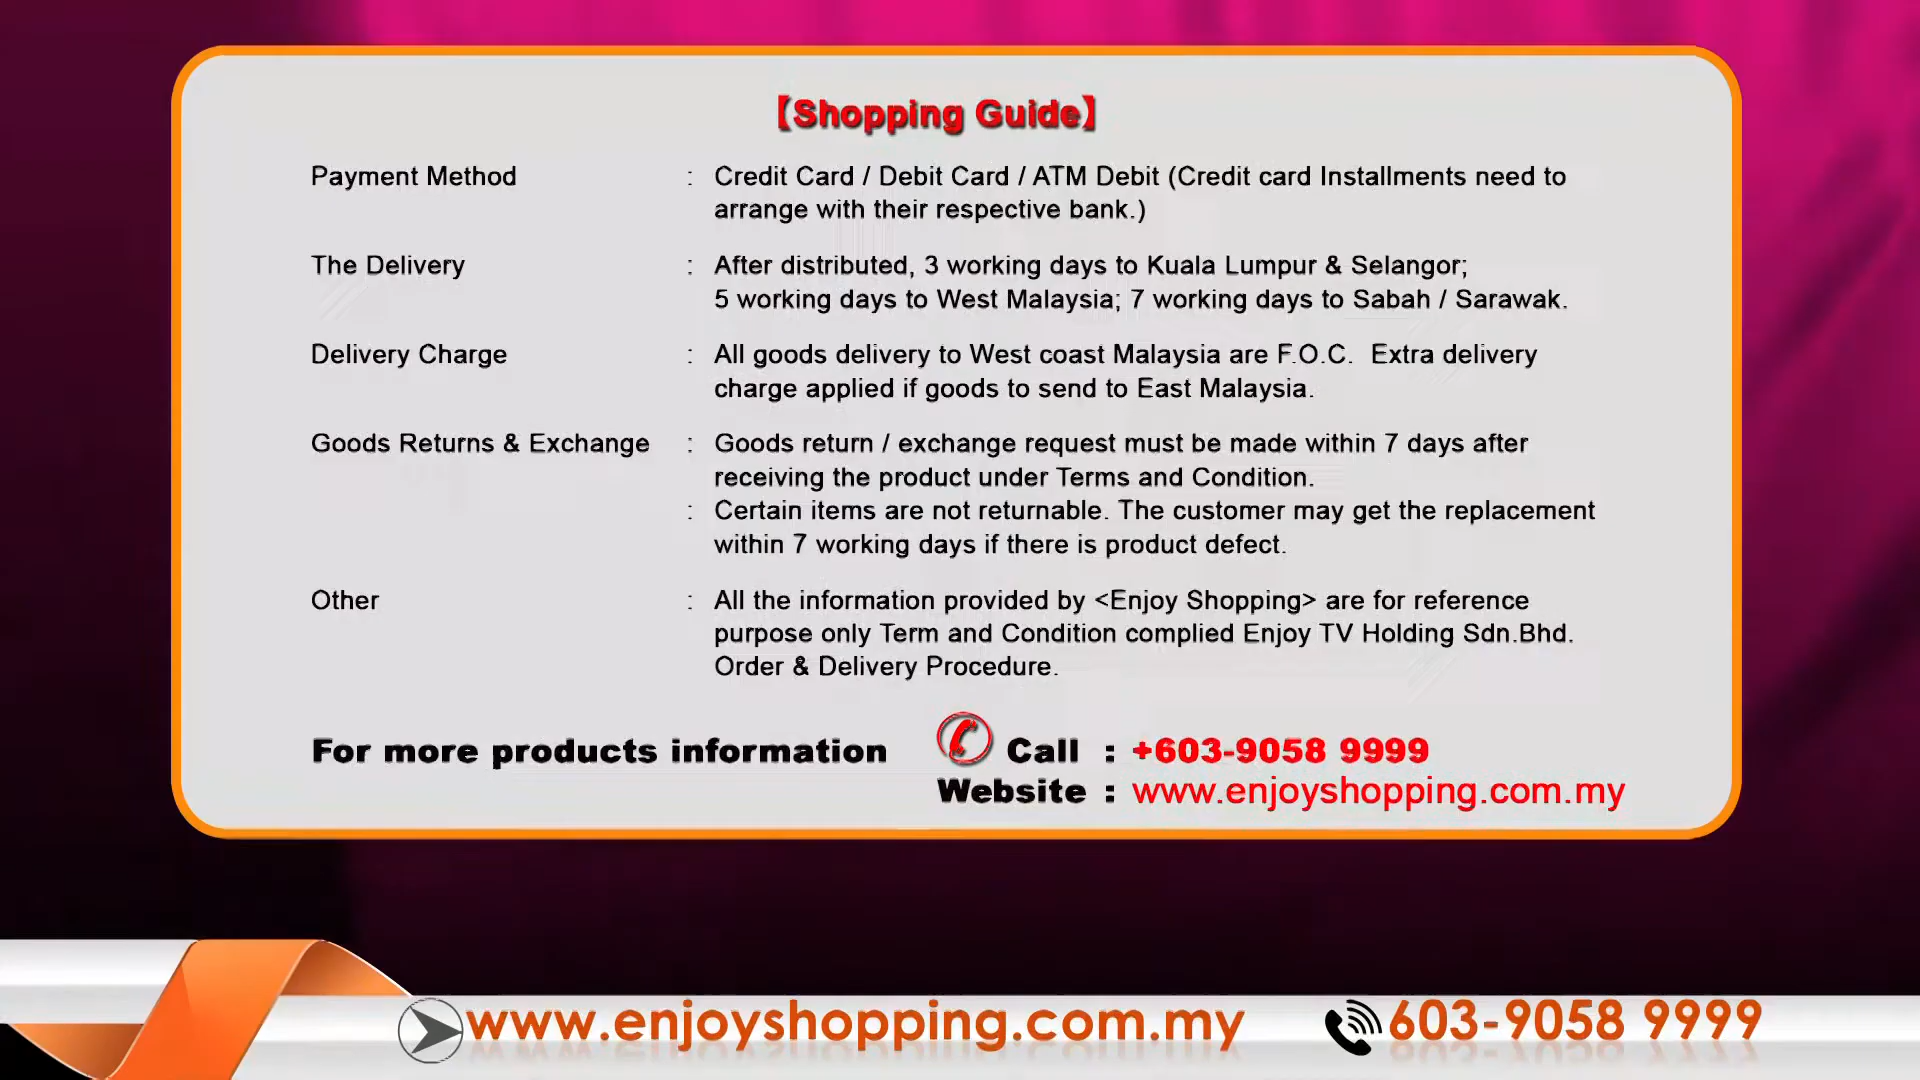 【Shopping Guide】
Payment Method : Credit Card / Debit Card / ATM Debit (Credit card Installments need to
arrange with their respective bank.)
The Delivery : After distributed, 3 working days to Kuala Lumpur & Selangor;
5 working days to West Malaysia; 7 working days to Sabah / Sarawak.
Delivery Charge : All goods delivery to West coast Malaysia are F.O.C. Extra delivery
charge applied if goods to send to East Malaysia.
Goods Returns & Exchange : Goods return / exchange request must be made within 7 days after
receiving the product under Terms and Condition.
: Certain items are not returnable. The customer may get the replacement
within 7 working days if there is product defect.
Other : All the information provided by <Enjoy Shopping> are for reference
purpose only Term and Condition complied Enjoy TV Holding Sdn.Bhd.
Order & Delivery Procedure.
For more products information Call : +603-9058 9999
Website : www.enjoyshopping.com.my
www.enjoyshopping.com.my 603-9058 9999